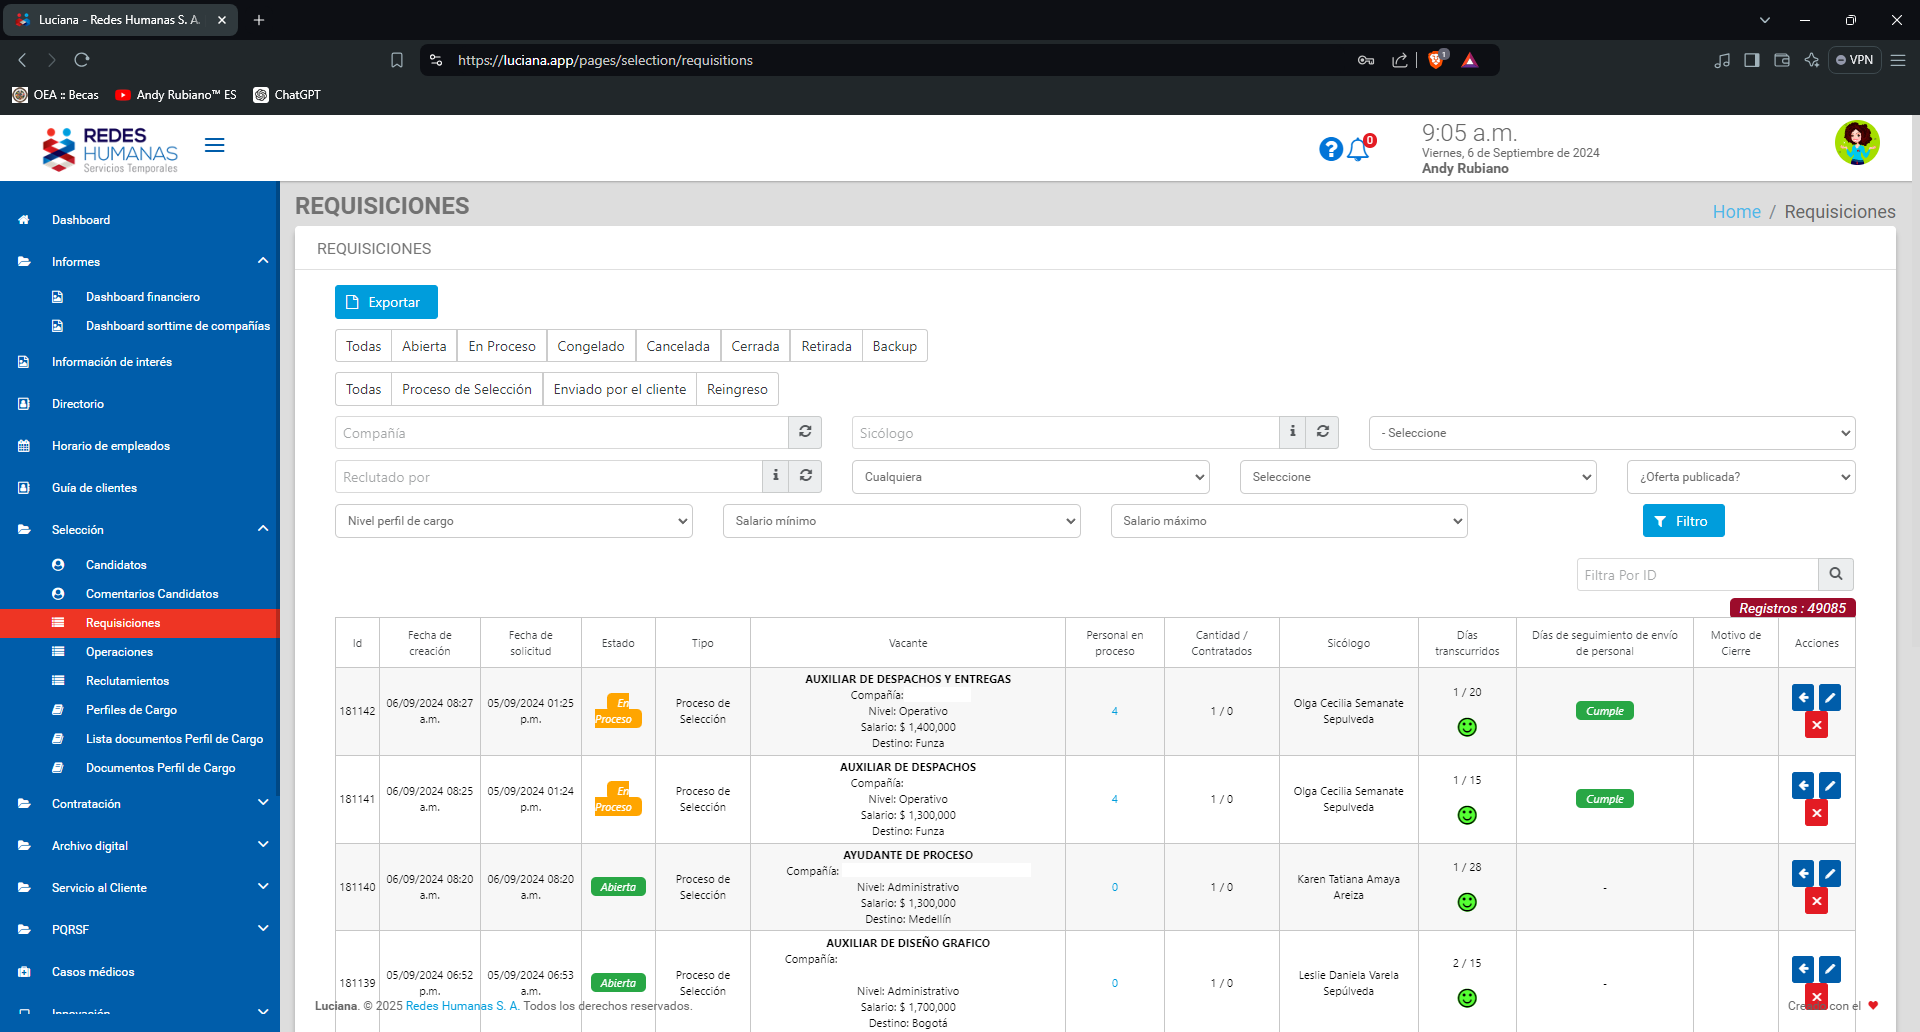 Luciana - Redes Humanas S. A.
https://luciana.app/pages/selection/requisitions
1
VPN
OEA :: Becas
Andy Rubiano™ ES
ChatGPT
REDES
HUMANAS
Servicios Temporales
0
9:05 a.m.
Viernes, 6 de Septiembre de 2024
Andy Rubiano
Dashboard
Informes
Dashboard financiero
Dashboard sorttime de compañías
Información de interés
Directorio
Horario de empleados
Guía de clientes
Selección
Candidatos
Comentarios Candidatos
Requisiciones
Operaciones
Reclutamientos
Perfiles de Cargo
Lista documentos Perfil de Cargo
Documentos Perfil de Cargo
Contratación
Archivo digital
Servicio al Cliente
PQRSF
Casos médicos
Innovación
REQUISICIONES
Home / Requisiciones
REQUISICIONES
Exportar
Todas Abierta En Proceso Congelado Cancelada Cerrada Retirada Backup
Todas Proceso de Selección Enviado por el cliente Reingreso
Compañía
Sicólogo
- Seleccione
Reclutado por
Cualquiera
Seleccione
¿Oferta publicada?
Nivel perfil de cargo
Salario mínimo
Salario máximo
Filtro
Filtra Por ID
Registros : 49085
Id
Fecha de
creación
Fecha de
solicitud
Estado
Tipo
Vacante
Personal en
proceso
Cantidad /
Contratados
Sicólogo
Días
transcurridos
Días de seguimiento de envío
de personal
Motivo de
Cierre
Acciones
181142
06/09/2024 08:27
a.m.
05/09/2024 01:25
p.m.
En
Proceso
Proceso de
Selección
AUXILIAR DE DESPACHOS Y ENTREGAS
Compañía:
Nivel: Operativo
Salario: $ 1,400,000
Destino: Funza
4
1 / 0
Olga Cecilia Semanate
Sepulveda
1 / 20
Cumple
181141
06/09/2024 08:25
a.m.
05/09/2024 01:24
p.m.
En
Proceso
Proceso de
Selección
AUXILIAR DE DESPACHOS
Compañía:
Nivel: Operativo
Salario: $ 1,300,000
Destino: Funza
4
1 / 0
Olga Cecilia Semanate
Sepulveda
1 / 15
Cumple
181140
06/09/2024 08:20
a.m.
06/09/2024 08:20
a.m.
Abierta
Proceso de
Selección
AYUDANTE DE PROCESO
Compañía:
Nivel: Administrativo
Salario: $ 1,300,000
Destino: Medellín
0
1 / 0
Karen Tatiana Amaya
Areiza
1 / 28
-
181139
05/09/2024 06:52
p.m.
05/09/2024 06:53
a.m.
Abierta
Proceso de
Selección
AUXILIAR DE DISEÑO GRAFICO
Compañía:
Nivel: Administrativo
Salario: $ 1,700,000
Destino: Bogotá
0
1 / 0
Leslie Daniela Varela
Sepúlveda
2 / 15
-
Luciana. © 2025 Redes Humanas S. A. Todos los derechos reservados.
con el